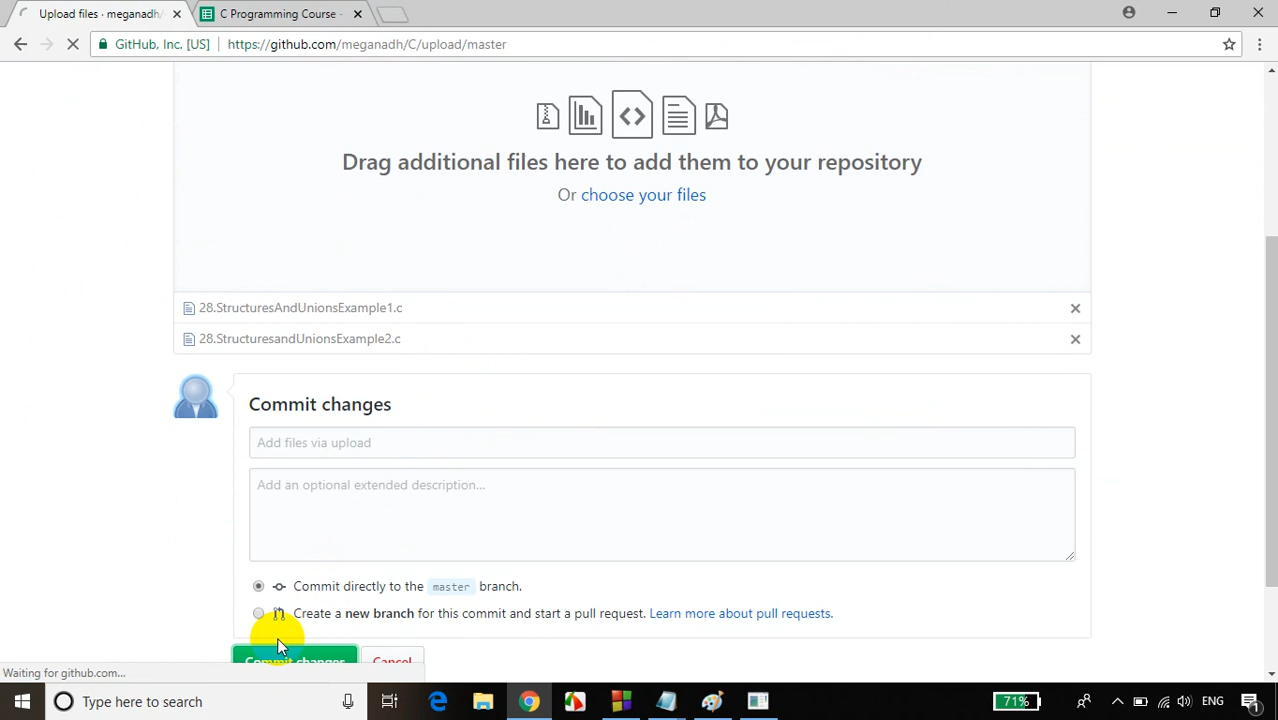 Upload files - meganadh/
C Programming Course -
GitHub, Inc. [US]
https://github.com/meganadh/C/upload/master
Drag additional files here to add them to your repository
Or choose your files
28.StructuresAndUnionsExample1.c
28.StructuresandUnionsExample2.c
Commit changes
Add files via upload
Add an optional extended description...
Commit directly to the master branch.
Create a new branch for this commit and start a pull request. Learn more about pull requests.
Commit changes
Cancel
Waiting for github.com...
Type here to search
71%
ENG
1